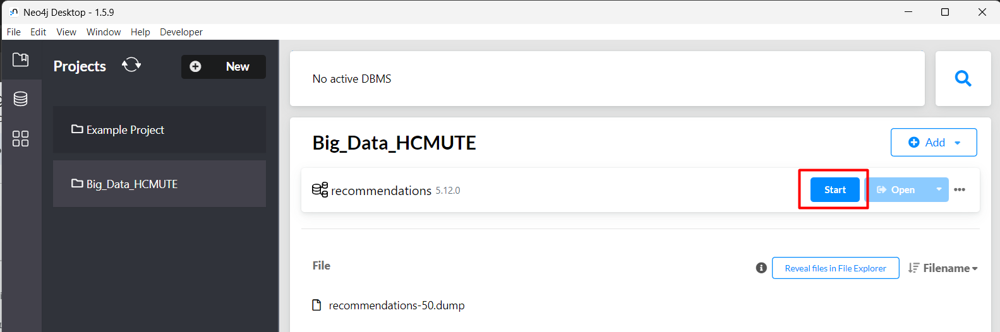 Neo4j Desktop - 1.5.9
File Edit View Window Help Developer
Projects
New
Example Project
Big_Data_HCMUTE
No active DBMS
Big_Data_HCMUTE
Add
recommendations 5.12.0
Start
Open
File
Reveal files in File Explorer
Filename
recommendations-50.dump